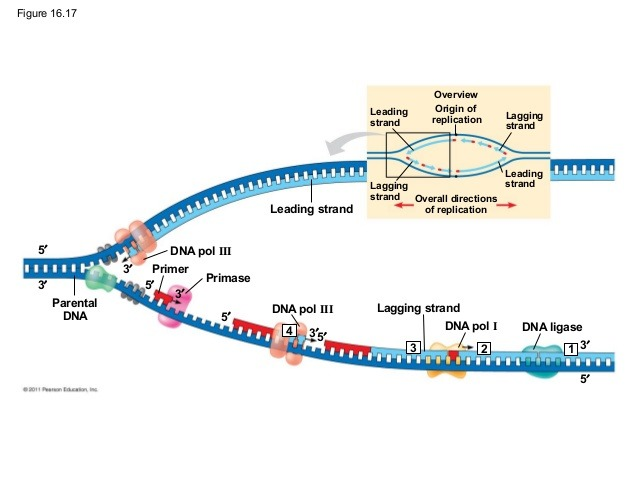 Figure 16.17
Overview
Origin of
replication
Leading
strand
Lagging
strand
Lagging
strand
Leading
strand
Overall directions
of replication
Leading strand
5′
3′
Parental
DNA
DNA pol III
3′
5′
Primer
3′
Primase
5′
DNA pol III
4
3′
5′
Lagging strand
3
DNA pol I
2
DNA ligase
1
3′
5′
© 2011 Pearson Education, Inc.